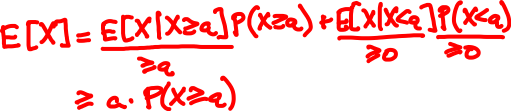 E[X] = E[X|X≥a]P(X≥a) + E[X|X<a]P(X<a)
≥a ≥0 ≥0
≥ a · P(X≥a)